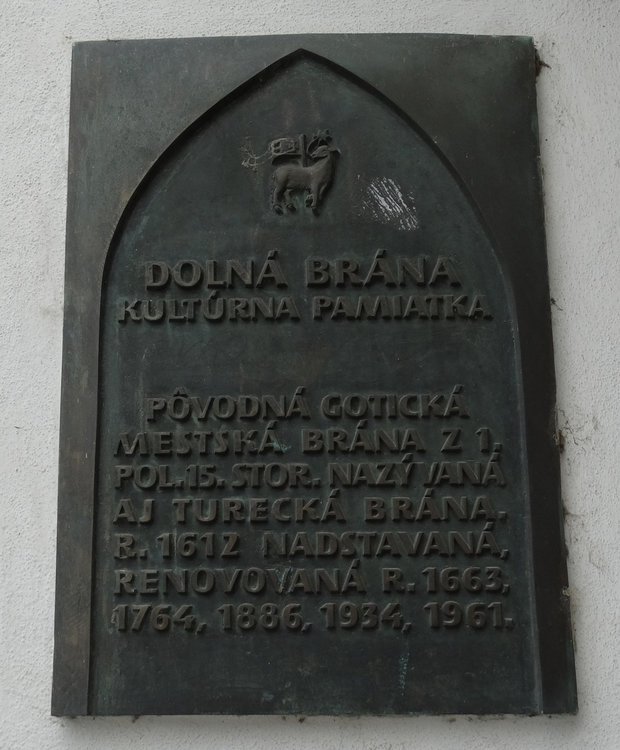 DOLNÁ BRÁNA
KULTÚRNA PAMIATKA
PÔVODNÁ GOTICKÁ
MESTSKÁ BRÁNA Z 1.
POL. 15. STOR. NAZÝVANÁ
AJ TURECKÁ BRÁNA.
R. 1612 NADSTAVANÁ,
RENOVOVANÁ R. 1663,
1764, 1886, 1934, 1961.